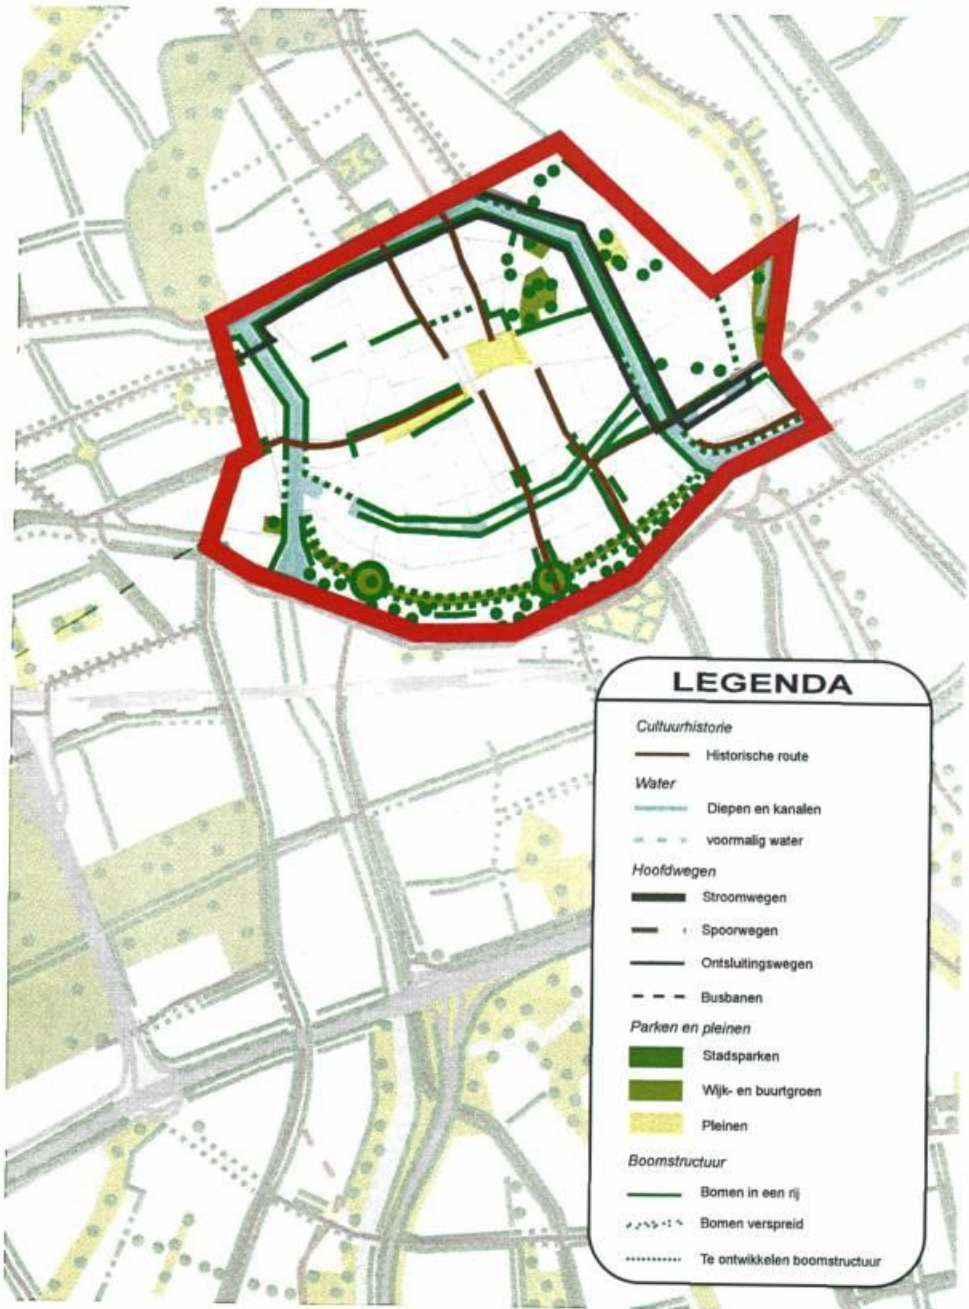 LEGENDA
Cultuurhistorie
Historische route
Water
Diepen en kanalen
voormalig water
Hoofdwegen
Stroomwegen
Spoorwegen
Ontsluitingswegen
Busbanen
Parken en pleinen
Stadsparken
Wijk- en buurtgroen
Pleinen
Boomstructuur
Bomen in een rij
Bomen verspreid
Te ontwikkelen boomstructuur